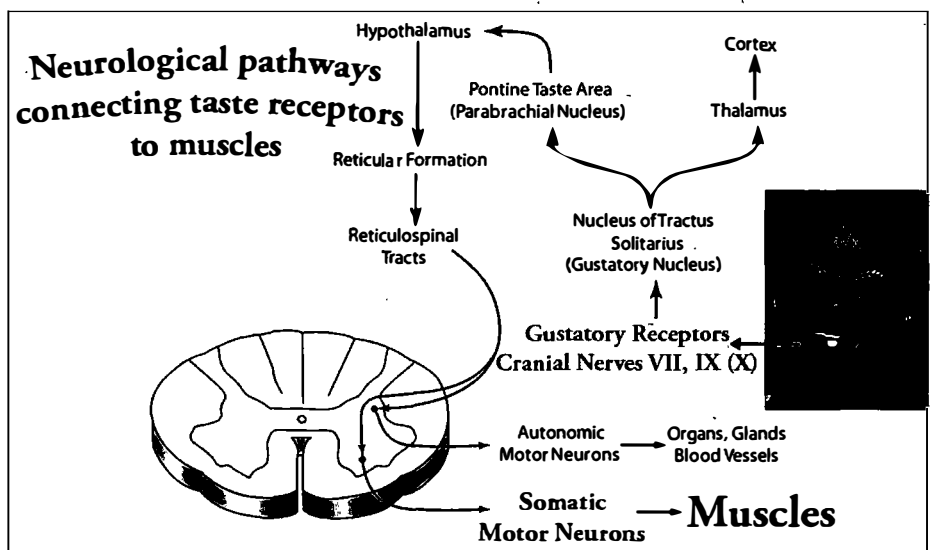 Neurological pathways
connecting taste receptors
to muscles
Hypothalamus
Cortex
Pontine Taste Area
(Parabrachial Nucleus)
Thalamus
Reticular Formation
Reticulospinal
Tracts
Nucleus of Tractus
Solitarius
(Gustatory Nucleus)
Gustatory Receptors
Cranial Nerves VII, IX (X)
Autonomic
Motor Neurons
Organs, Glands
Blood Vessels
Somatic
Motor Neurons
Muscles